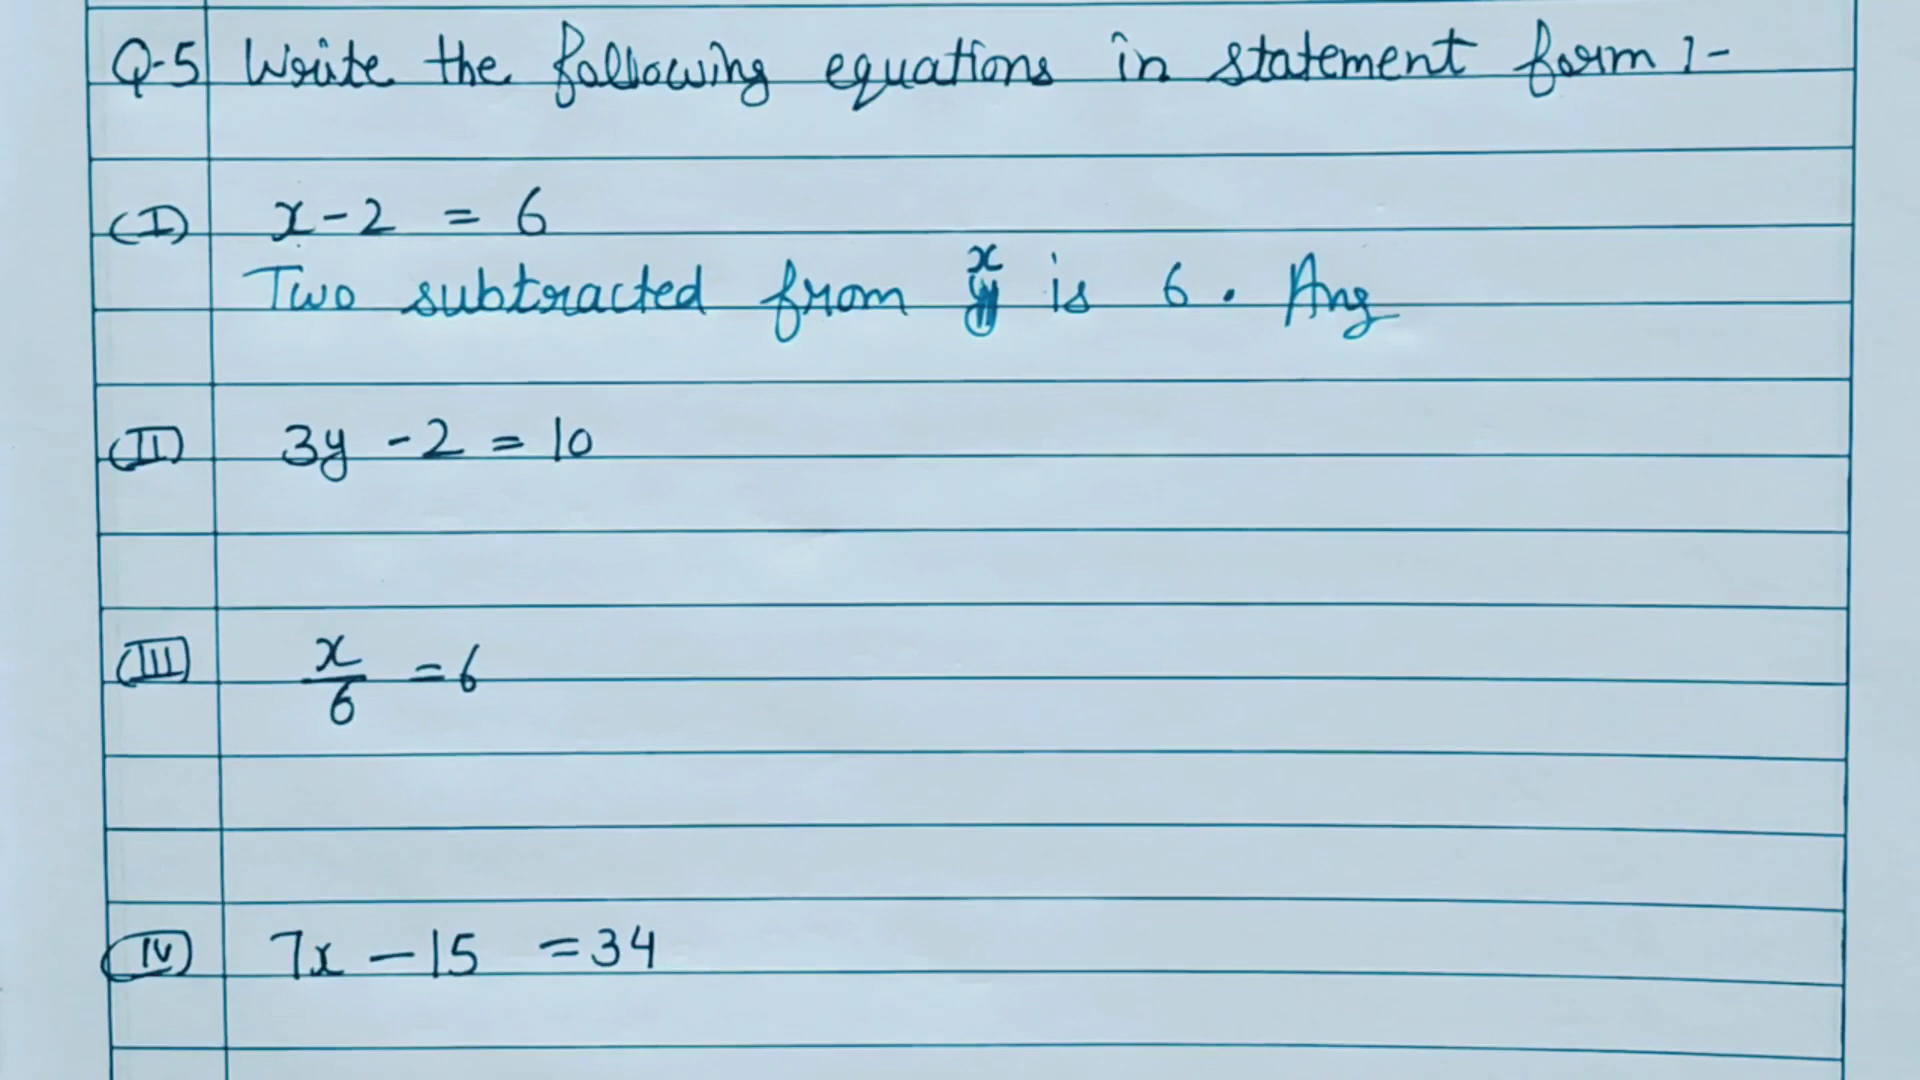 Q-5 Write the following equations in statement form :-
(I) x - 2 = 6
Two subtracted from x is 6. Ans
(II) 3y - 2 = 10
(III) x/6 = 6
(IV) 7x - 15 = 34